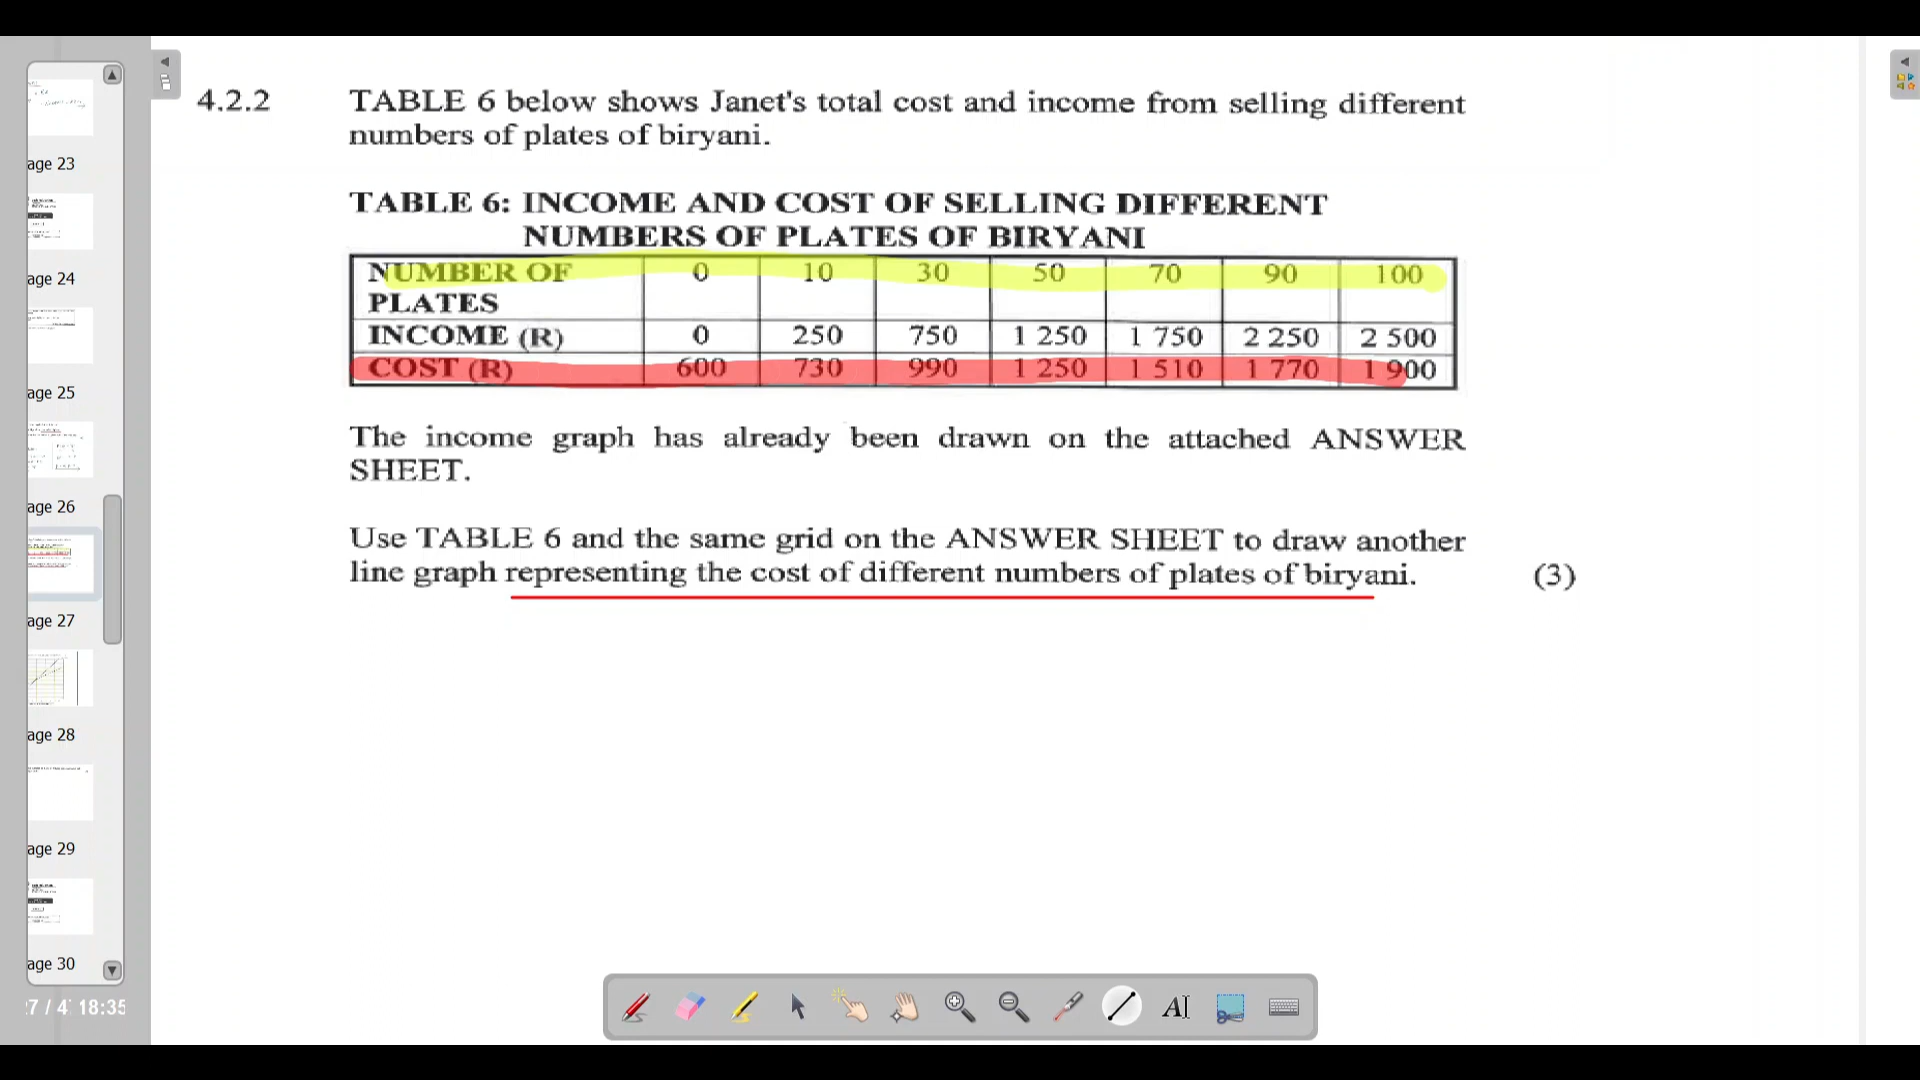 4.2.2 TABLE 6 below shows Janet's total cost and income from selling different
numbers of plates of biryani.
TABLE 6: INCOME AND COST OF SELLING DIFFERENT
NUMBERS OF PLATES OF BIRYANI
NUMBER OF PLATES 0 10 30 50 70 90 100
INCOME (R) 0 250 750 1 250 1 750 2 250 2 500
COST (R) 600 730 990 1 250 1 510 1 770 1 900
The income graph has already been drawn on the attached ANSWER
SHEET.
Use TABLE 6 and the same grid on the ANSWER SHEET to draw another
line graph representing the cost of different numbers of plates of biryani. (3)
age 23
age 24
age 25
age 26
age 27
age 28
age 29
age 30
7 / 4 18:35
AI